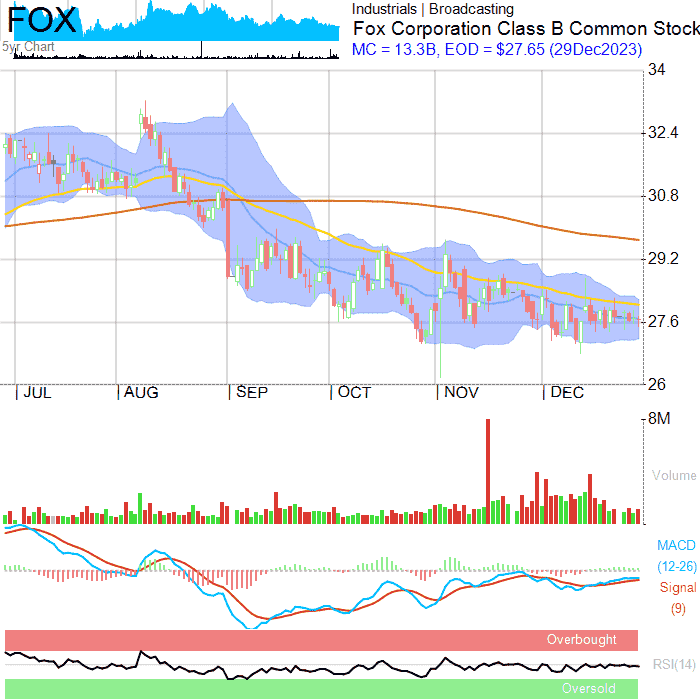 FOX
5yr Chart
Industrials | Broadcasting
Fox Corporation Class B Common Stock
MC = 13.3B, EOD = $27.65 (29Dec2023)
34
32.4
30.8
29.2
27.6
26
|JUL |AUG |SEP |OCT |NOV |DEC
8M
Volume
MACD
(12-26)
Signal
(9)
Overbought
RSI(14)
Oversold